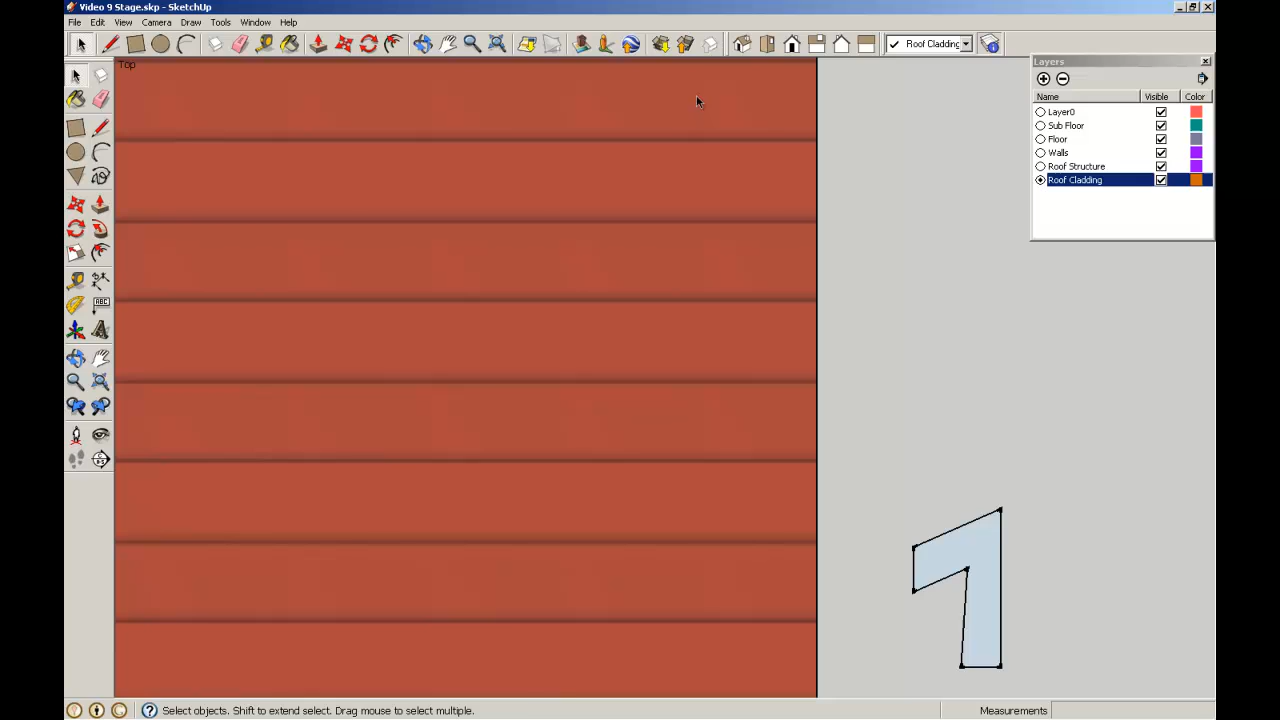 Video 9 Stage.skp - SketchUp
File Edit View Camera Draw Tools Window Help
Roof Cladding
Top
Layers
Name Visible Color
Layer0
Sub Floor
Floor
Walls
Roof Structure
Roof Cladding
ABC
Select objects. Shift to extend select. Drag mouse to select multiple. Measurements